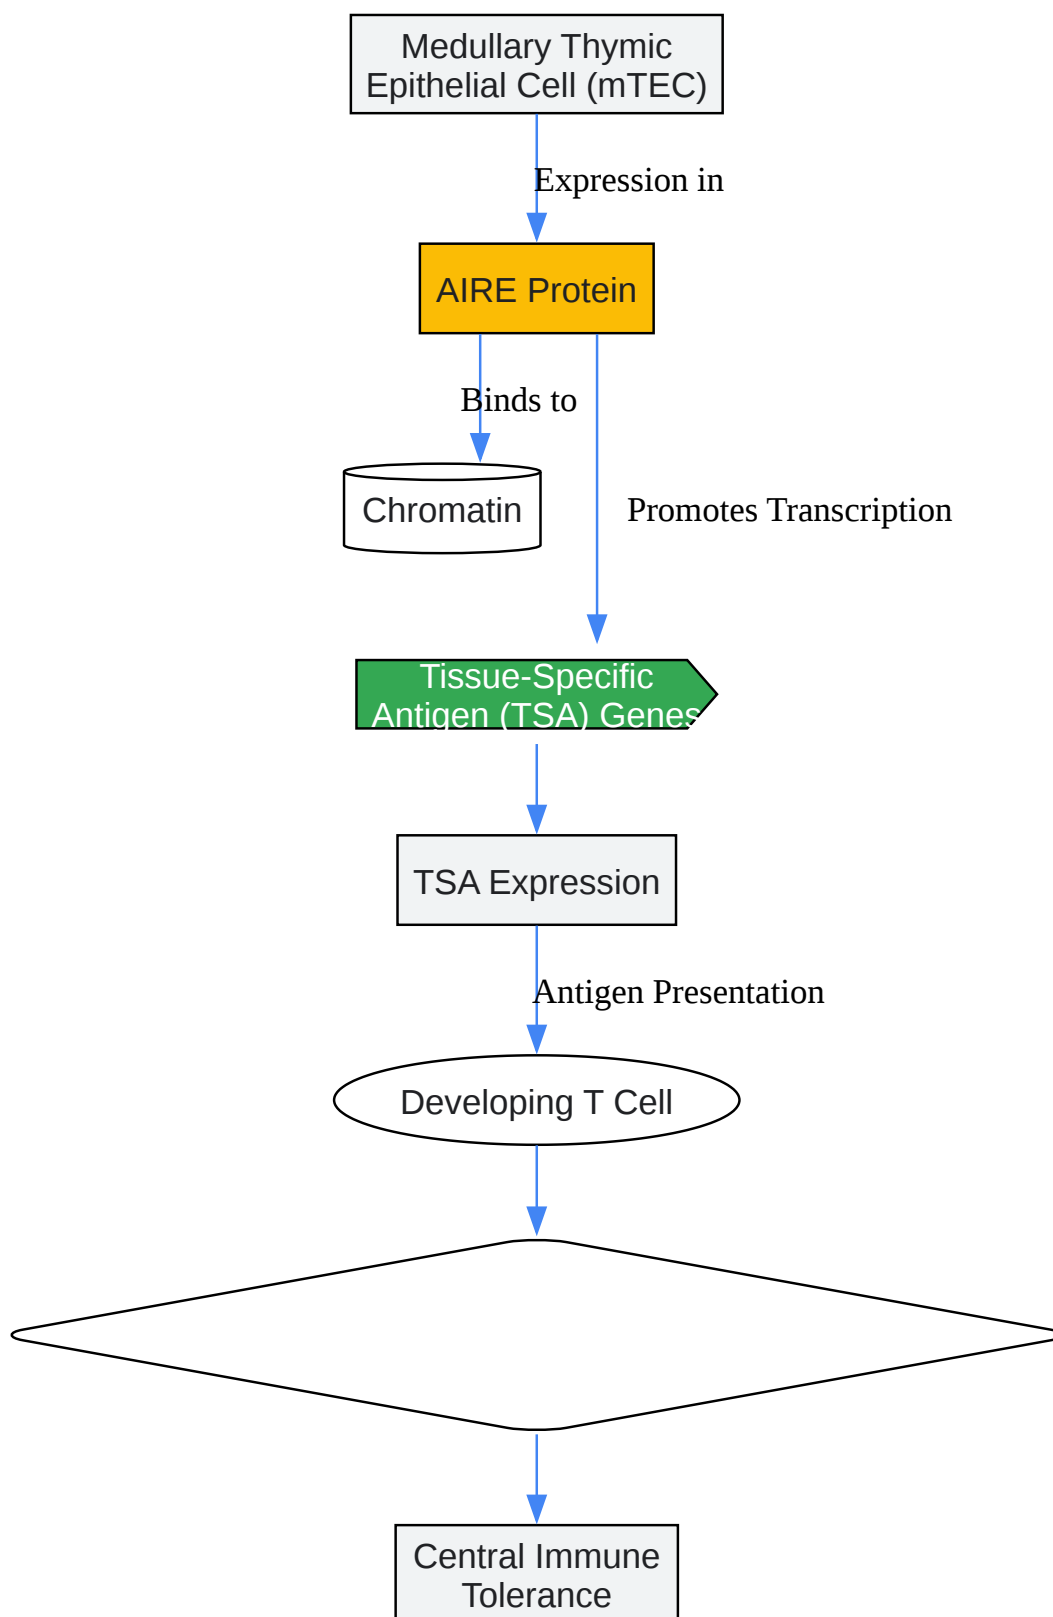 Medullary Thymic
Epithelial Cell (mTEC)
Expression in
AIRE Protein
Binds to
Chromatin
Promotes Transcription
Tissue-Specific
Antigen (TSA) Genes
TSA Expression
Antigen Presentation
Developing T Cell
Central Immune
Tolerance